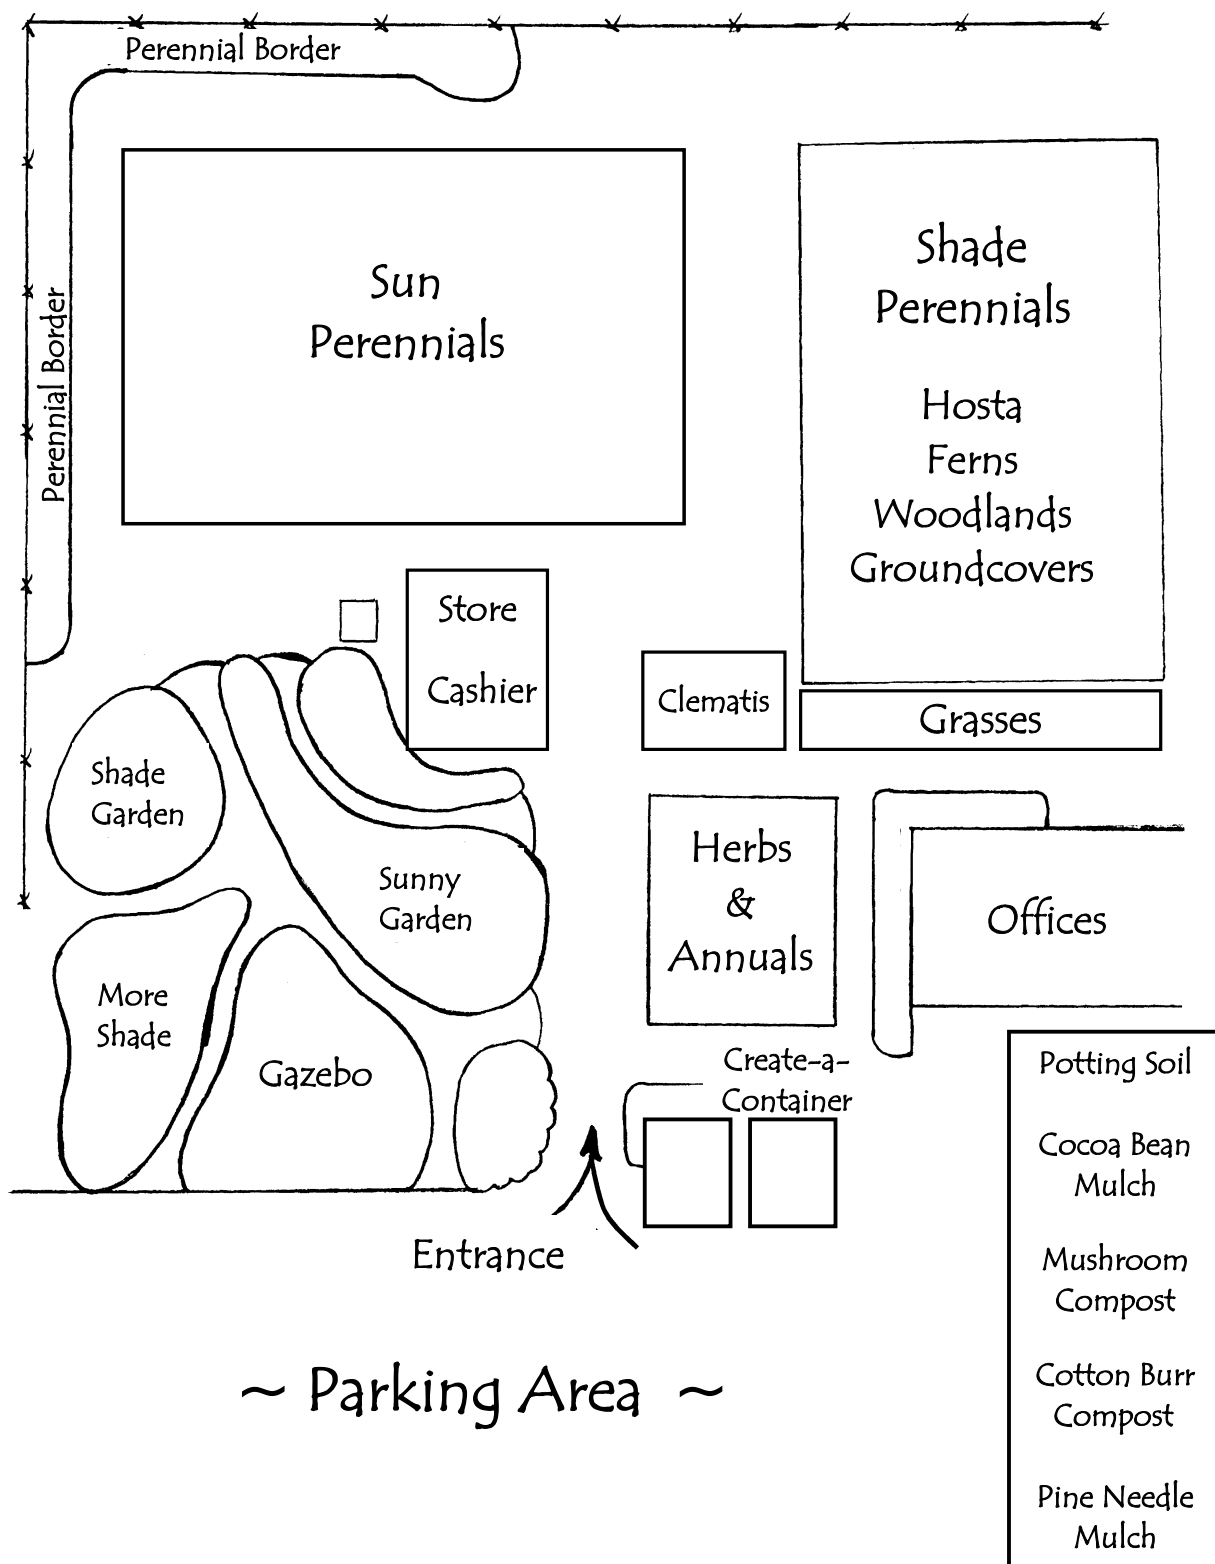 Perennial Border
Perennial Border
Sun
Perennials
Shade
Perennials
Hosta
Ferns
Woodlands
Groundcovers
Store
Cashier
Clematis
Grasses
Shade
Garden
Sunny
Garden
Herbs
&
Annuals
Offices
More
Shade
Gazebo
Create-a-
Container
Entrance
~ Parking Area ~
Potting Soil
Cocoa Bean
Mulch
Mushroom
Compost
Cotton Burr
Compost
Pine Needle
Mulch